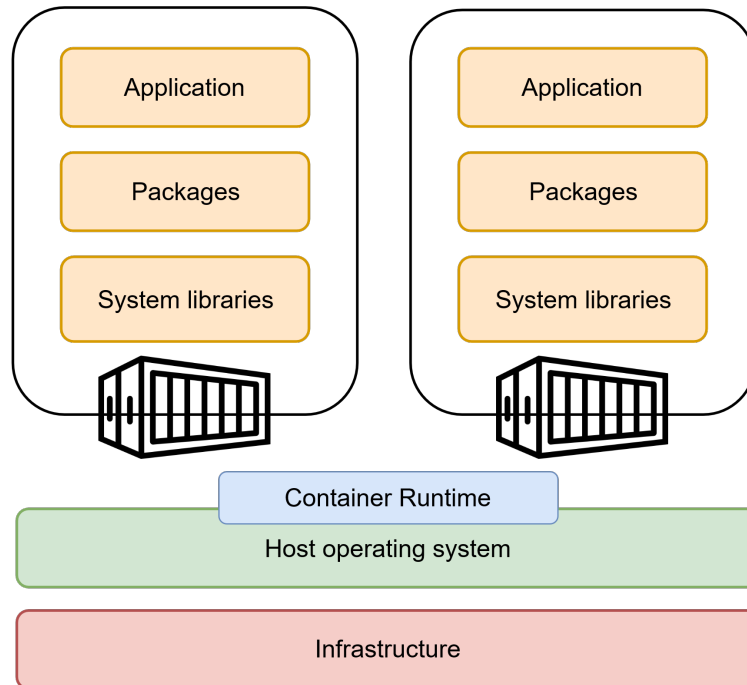 Application
Application
Packages
Packages
System libraries
System libraries
Container Runtime
Host operating system
Infrastructure